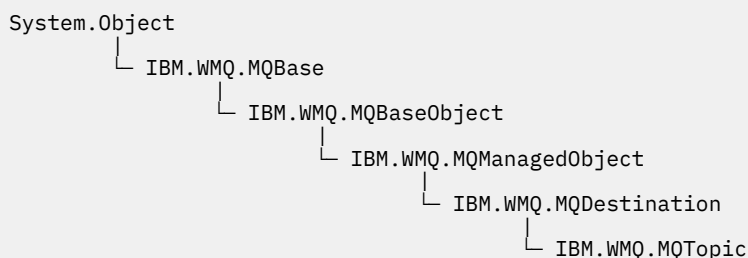 System.Object
IBM.WMQ.MQBase
IBM.WMQ.MQBaseObject
IBM.WMQ.MQManagedObject
IBM.WMQ.MQDestination
IBM.WMQ.MQTopic